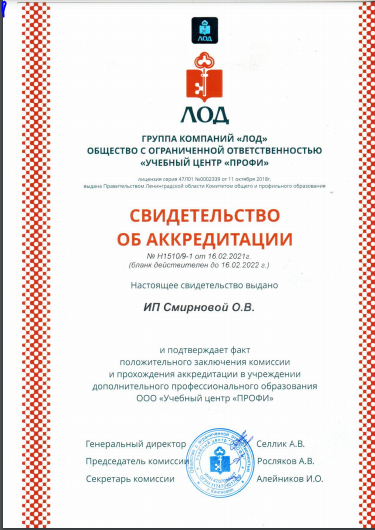 ЛОД
ЛОД
ГРУППА КОМПАНИЙ «ЛОД»
ОБЩЕСТВО С ОГРАНИЧЕННОЙ ОТВЕТСТВЕННОСТЬЮ
«УЧЕБНЫЙ ЦЕНТР «ПРОФИ»
лицензия серия 47Л01 №0002339 от 11 октября 2018г.
выдана Правительством Ленинградской области Комитетом общего и профильного образования
СВИДЕТЕЛЬСТВО
ОБ АККРЕДИТАЦИИ
№ Н1510/9-1 от 16.02.2021г.
(бланк действителен до 16.02.2022 г.)
Настоящее свидетельство выдано
ИП Смирновой О.В.
и подтверждает факт
положительного заключения комиссии
и прохождения аккредитации в учреждении
дополнительного профессионального образования
ООО «Учебный центр «ПРОФИ»
Генеральный директор Селлик А.В.
Председатель комиссии Росляков А.В.
Секретарь комиссии Алейников И.О.